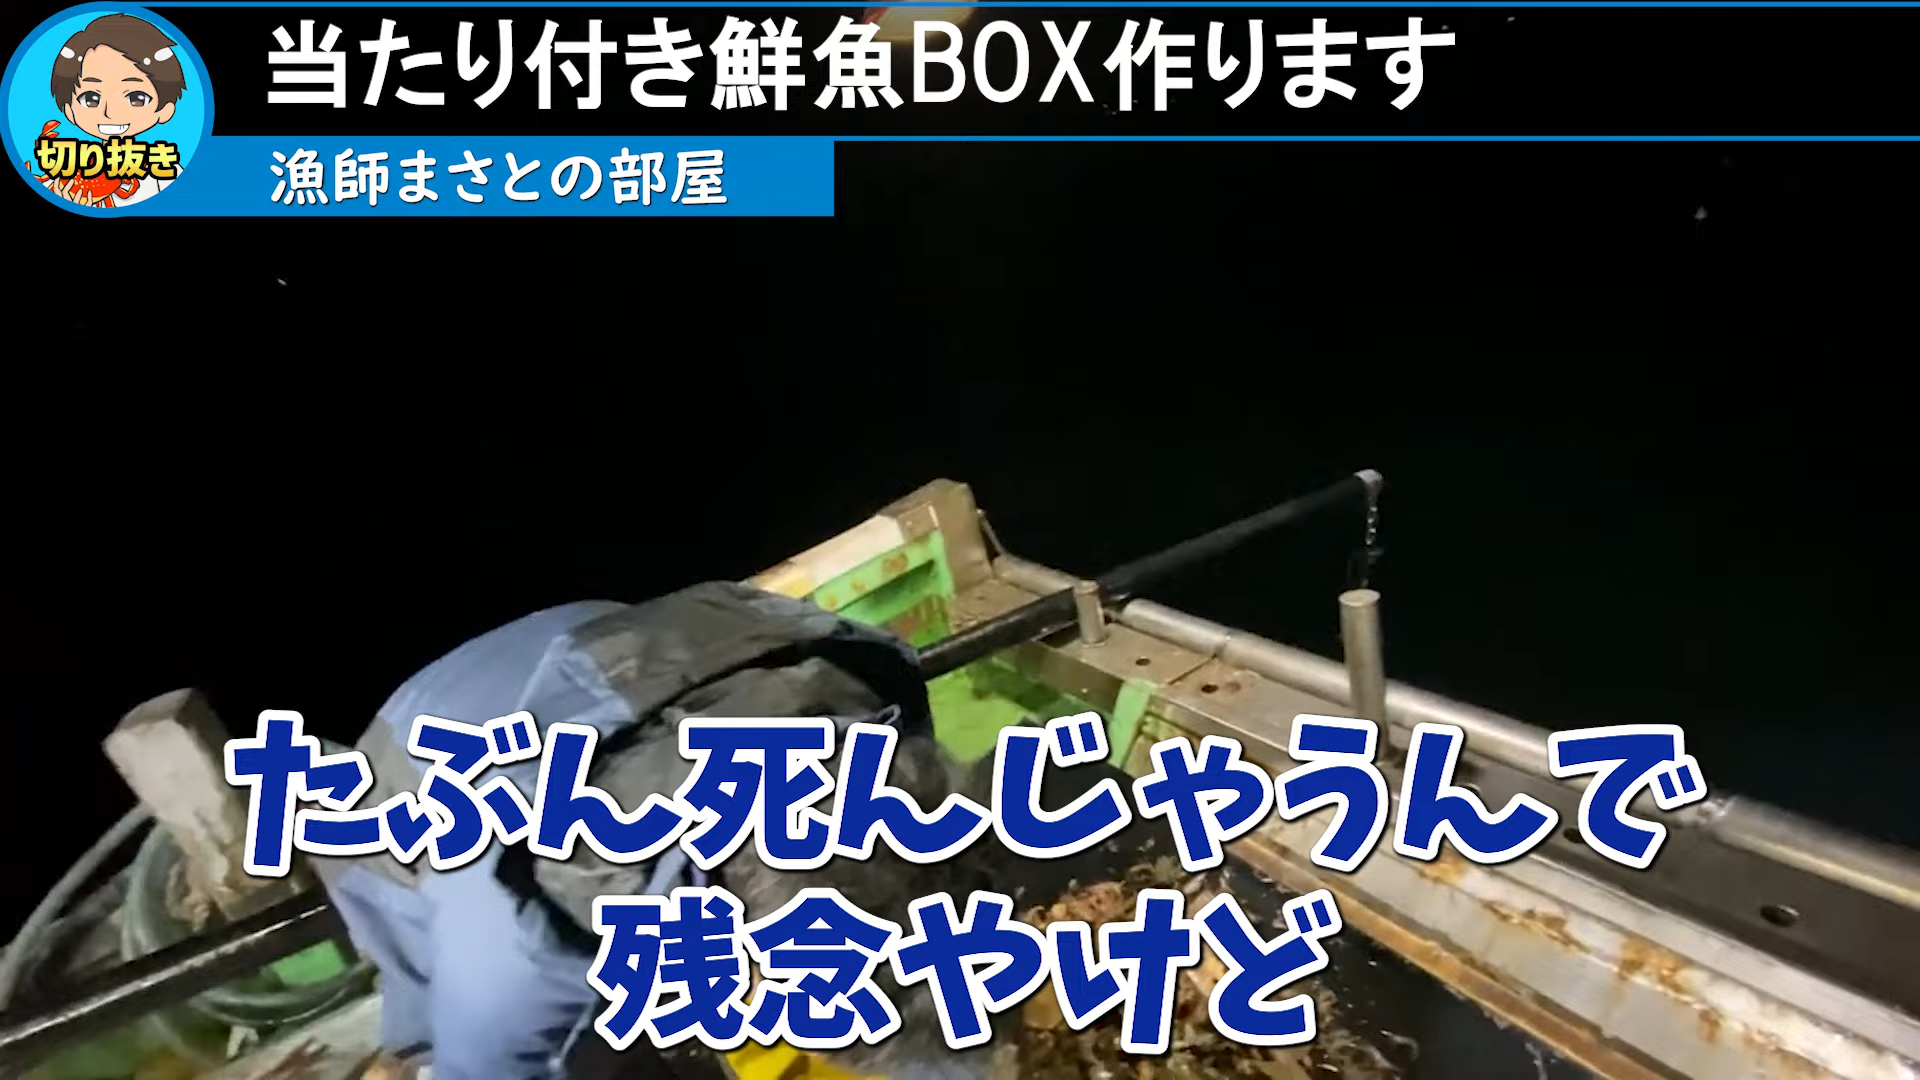 当たり付き鮮魚BOX作ります
切り抜き
漁師まさとの部屋
たぶん死んじゃうんで
残念やけど